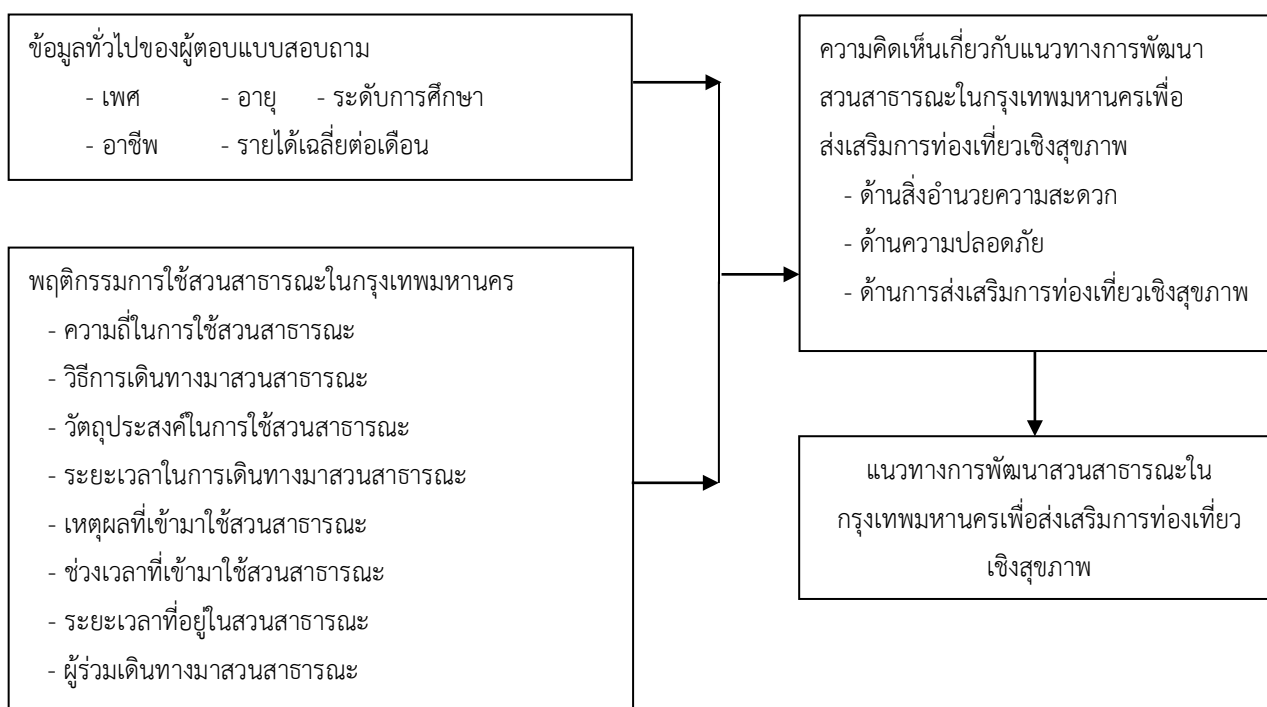 ข้อมูลทั่วไปของผู้ตอบแบบสอบถาม
- เพศ - อายุ - ระดับการศึกษา
- อาชีพ - รายได้เฉลี่ยต่อเดือน
พฤติกรรมการใช้สวนสาธารณะในกรุงเทพมหานคร
- ความถี่ในการใช้สวนสาธารณะ
- วิธีการเดินทางมาสวนสาธารณะ
- วัตถุประสงค์ในการใช้สวนสาธารณะ
- ระยะเวลาในการเดินทางมาสวนสาธารณะ
- เหตุผลที่เข้ามาใช้สวนสาธารณะ
- ช่วงเวลาที่เข้ามาใช้สวนสาธารณะ
- ระยะเวลาที่อยู่ในสวนสาธารณะ
- ผู้ร่วมเดินทางมาสวนสาธารณะ
ความคิดเห็นเกี่ยวกับแนวทางการพัฒนา
สวนสาธารณะในกรุงเทพมหานครเพื่อ
ส่งเสริมการท่องเที่ยวเชิงสุขภาพ
- ด้านสิ่งอำนวยความสะดวก
- ด้านความปลอดภัย
- ด้านการส่งเสริมการท่องเที่ยวเชิงสุขภาพ
แนวทางการพัฒนาสวนสาธารณะใน
กรุงเทพมหานครเพื่อส่งเสริมการท่องเที่ยว
เชิงสุขภาพ